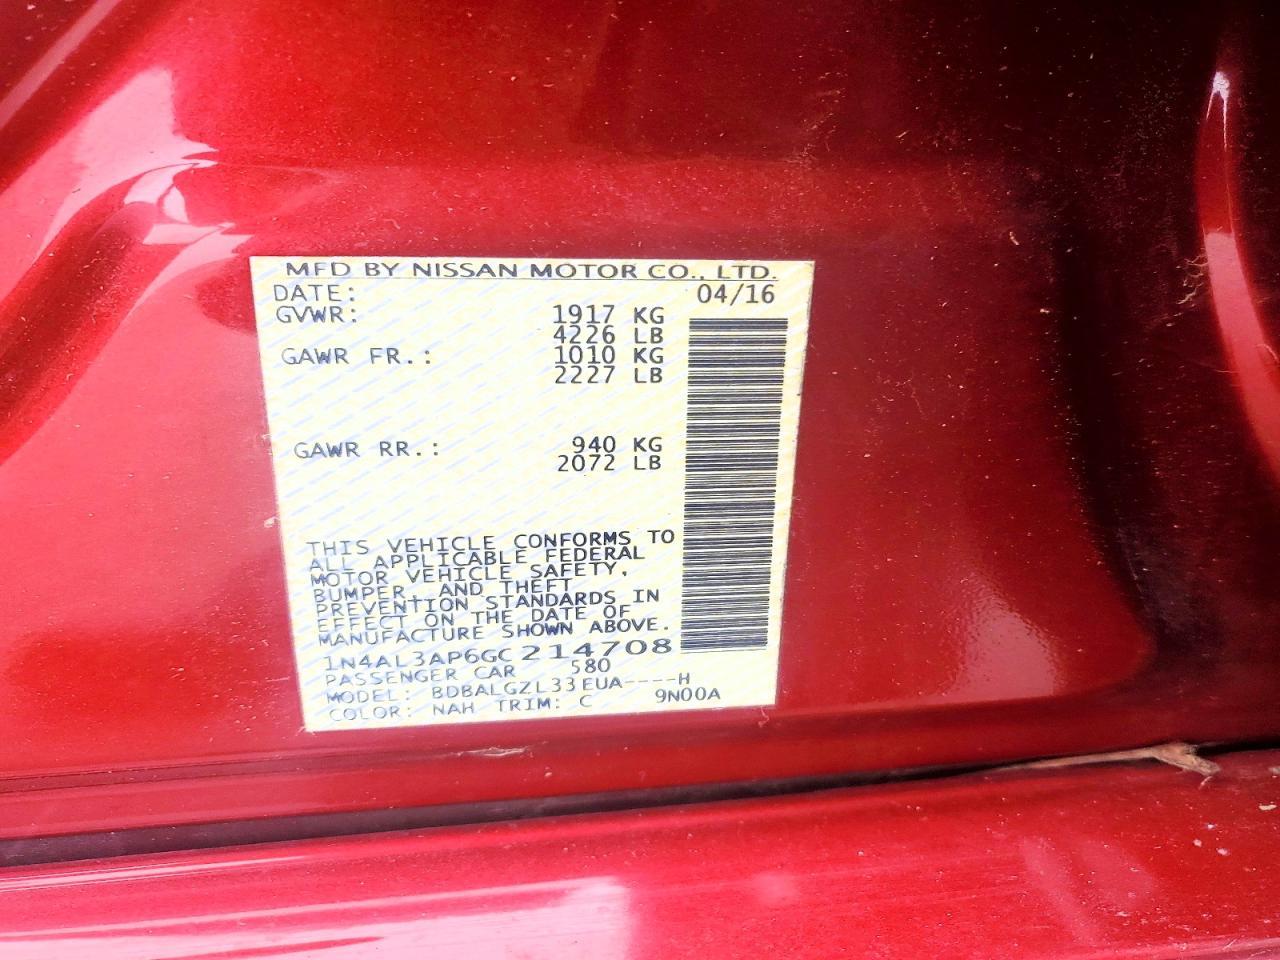 MFD BY NISSAN MOTOR CO., LTD.
DATE: 04/16
GVWR: 1917 KG
4226 LB
GAWR FR.: 1010 KG
2227 LB
GAWR RR.: 940 KG
2072 LB
THIS VEHICLE CONFORMS TO
ALL APPLICABLE FEDERAL
MOTOR VEHICLE SAFETY,
BUMPER, AND THEFT
PREVENTION STANDARDS IN
EFFECT ON THE DATE OF
MANUFACTURE SHOWN ABOVE.
1N4AL3AP6GC214708
PASSENGER CAR 580
MODEL: BDBALGZL33EUA----H
COLOR: NAH TRIM: C 9N00A